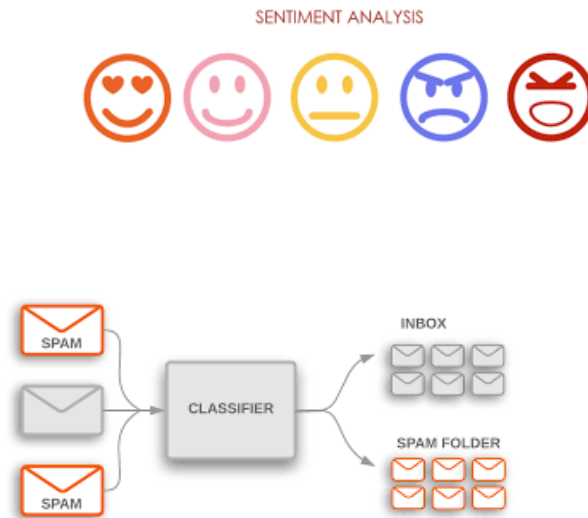 SENTIMENT ANALYSIS
SPAM
INBOX
CLASSIFIER
SPAM FOLDER
SPAM